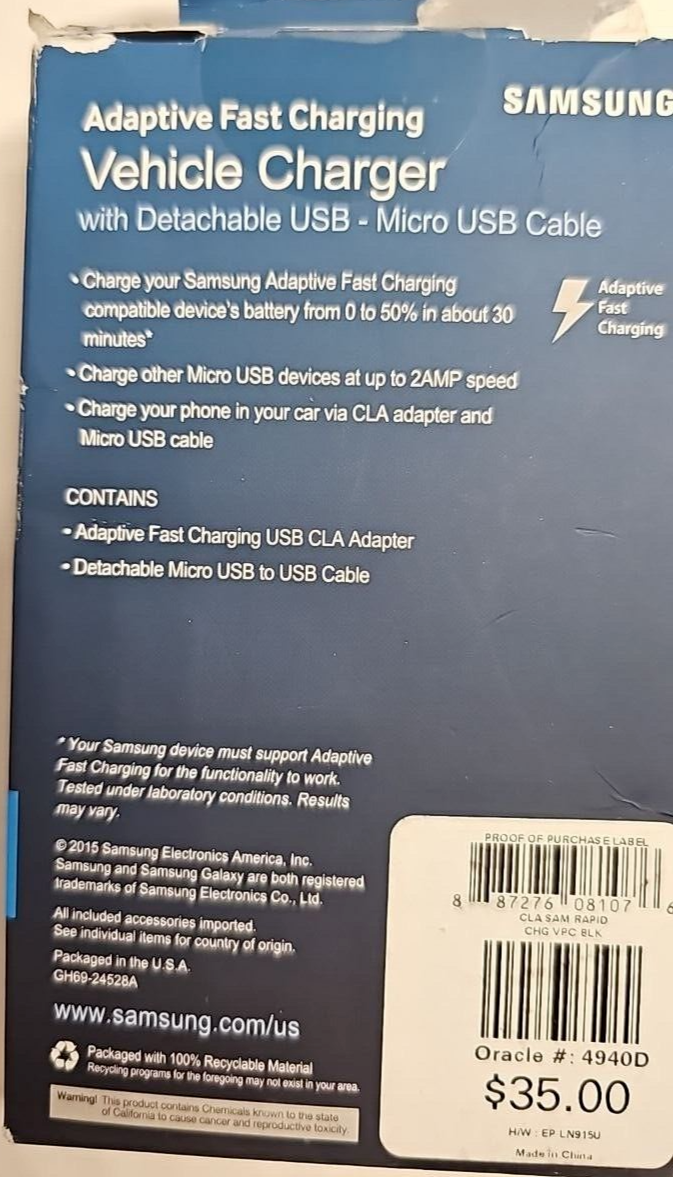 SAMSUNG
Adaptive Fast Charging
Vehicle Charger
with Detachable USB - Micro USB Cable
• Charge your Samsung Adaptive Fast Charging
compatible device's battery from 0 to 50% in about 30
minutes*
Adaptive
Fast
Charging
• Charge other Micro USB devices at up to 2AMP speed
• Charge your phone in your car via CLA adapter and
Micro USB cable
CONTAINS
• Adaptive Fast Charging USB CLA Adapter
• Detachable Micro USB to USB Cable
* Your Samsung device must support Adaptive
Fast Charging for the functionality to work.
Tested under laboratory conditions. Results
may vary.
© 2015 Samsung Electronics America, Inc.
Samsung and Samsung Galaxy are both registered
trademarks of Samsung Electronics Co., Ltd.
All included accessories imported.
See individual items for country of origin.
Packaged in the U.S.A.
GH69-24528A
www.samsung.com/us
Packaged with 100% Recyclable Material
Recycling programs for the foregoing may not exist in your area.
Warning! This product contains Chemicals known to the state
of California to cause cancer and reproductive toxicity.
PROOF OF PURCHASE LABEL
8 87276 08107 6
CLA SAM RAPID
CHG VPC BLK
Oracle #: 4940D
$35.00
H/W : EP LN915U
Made in China